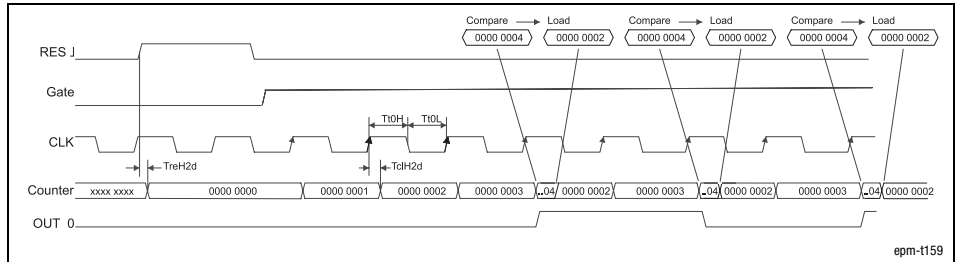 Compare Load Compare Load Compare Load
0000 0004 0000 0002 0000 0004 0000 0002 0000 0004 0000 0002
RES
Gate
Tt0H Tt0L
CLK
TreH2d TclH2d
Counter xxxx xxxx 0000 0000 0000 0001 0000 0002 0000 0003 ..04 0000 0002 0000 0003 ..04 0000 0002 0000 0003 ..04 0000 0002
OUT 0
epm-t159